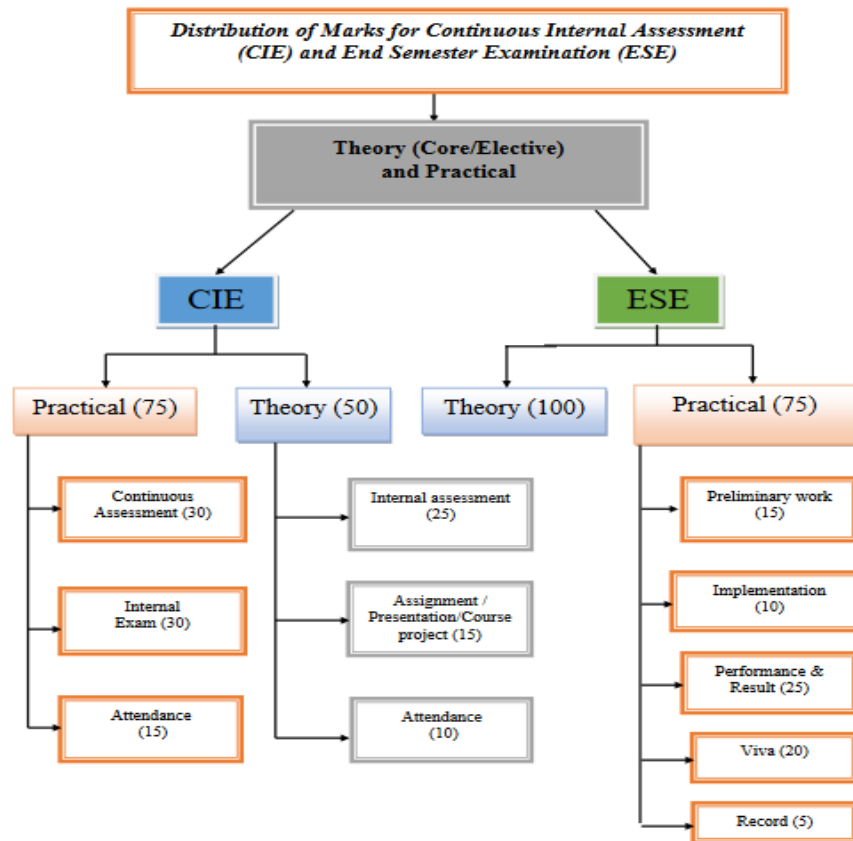 Distribution of Marks for Continuous Internal Assessment
(CIE) and End Semester Examination (ESE)
Theory (Core/Elective)
and Practical
CIE
ESE
Practical (75)
Theory (50)
Theory (100)
Practical (75)
Continuous
Assessment (30)
Internal
Exam (30)
Attendance
(15)
Internal assessment
(25)
Assignment /
Presentation/Course
project (15)
Attendance
(10)
Preliminary work
(15)
Implementation
(10)
Performance &
Result (25)
Viva (20)
Record (5)